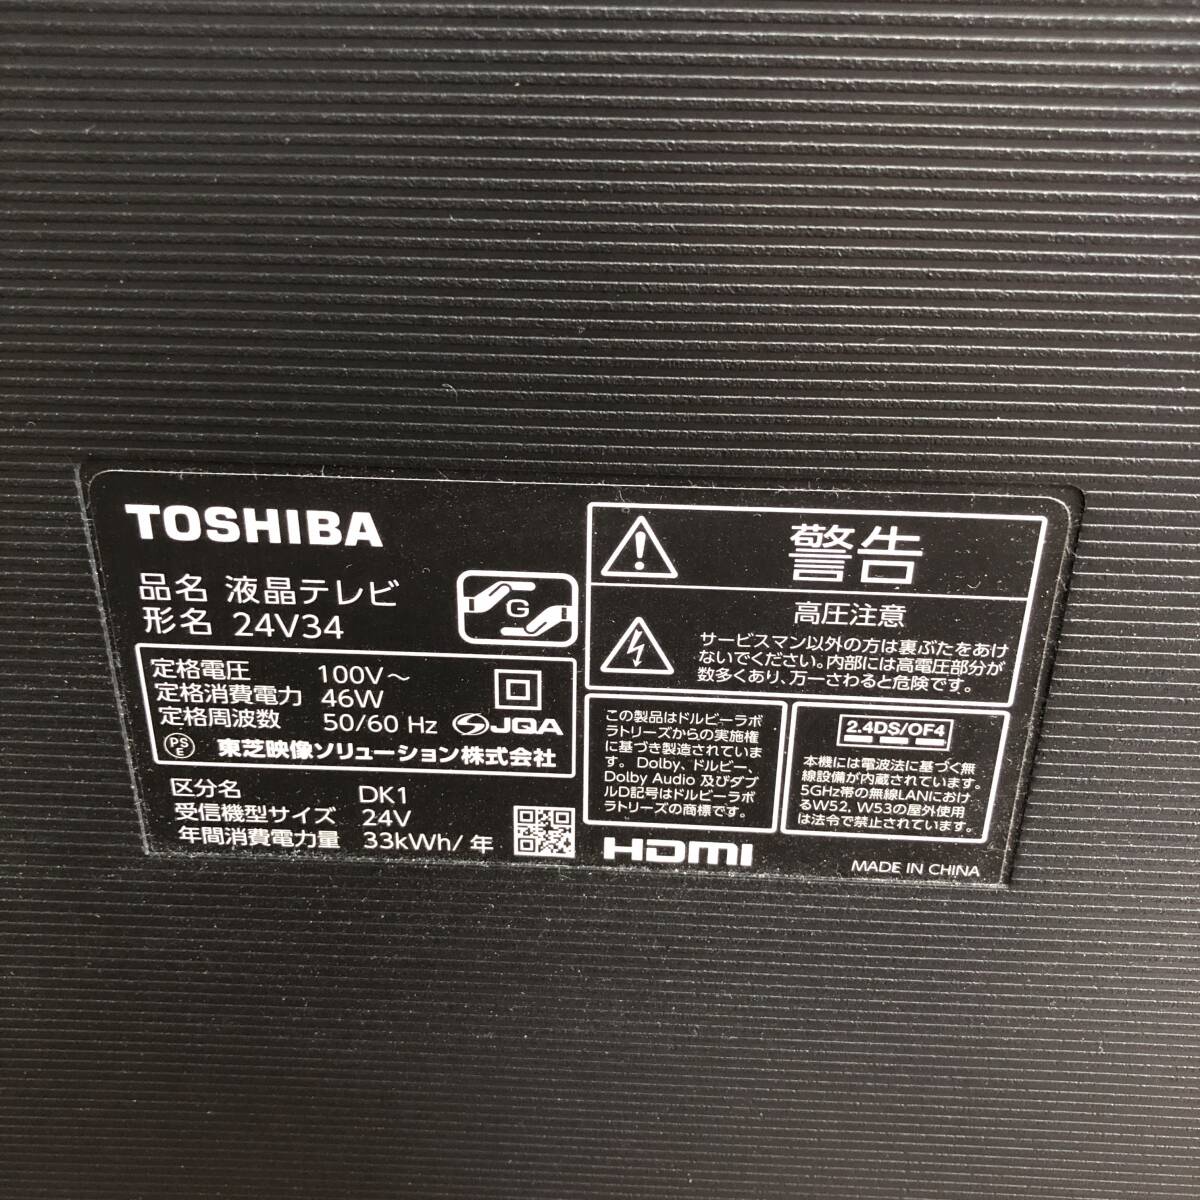 TOSHIBA
品名 液晶テレビ
形名 24V34
G
定格電圧 100V～
定格消費電力 46W
定格周波数 50/60 Hz
JQA
PS
E
東芝映像ソリューション株式会社
区分名 DK1
受信機型サイズ 24V
年間消費電力量 33kWh/年
警告
高圧注意
サービスマン以外の方は裏ぶたをあけ
ないでください。内部には高電圧部分が
数多くあり、万一さわると危険です。
この製品はドルビーラボ
ラトリーズからの実施権
に基づき製造されていま
す。Dolby、ドルビー、
Dolby Audio 及びダブ
ルD記号はドルビーラボ
ラトリーズの商標です。
2.4DS/OF4
本機には電波法に基づく無
線設備が内蔵されています。
5GHz帯の無線LANにおけ
るW52, W53の屋外使用
は法令で禁止されています。
HDMI
MADE IN CHINA